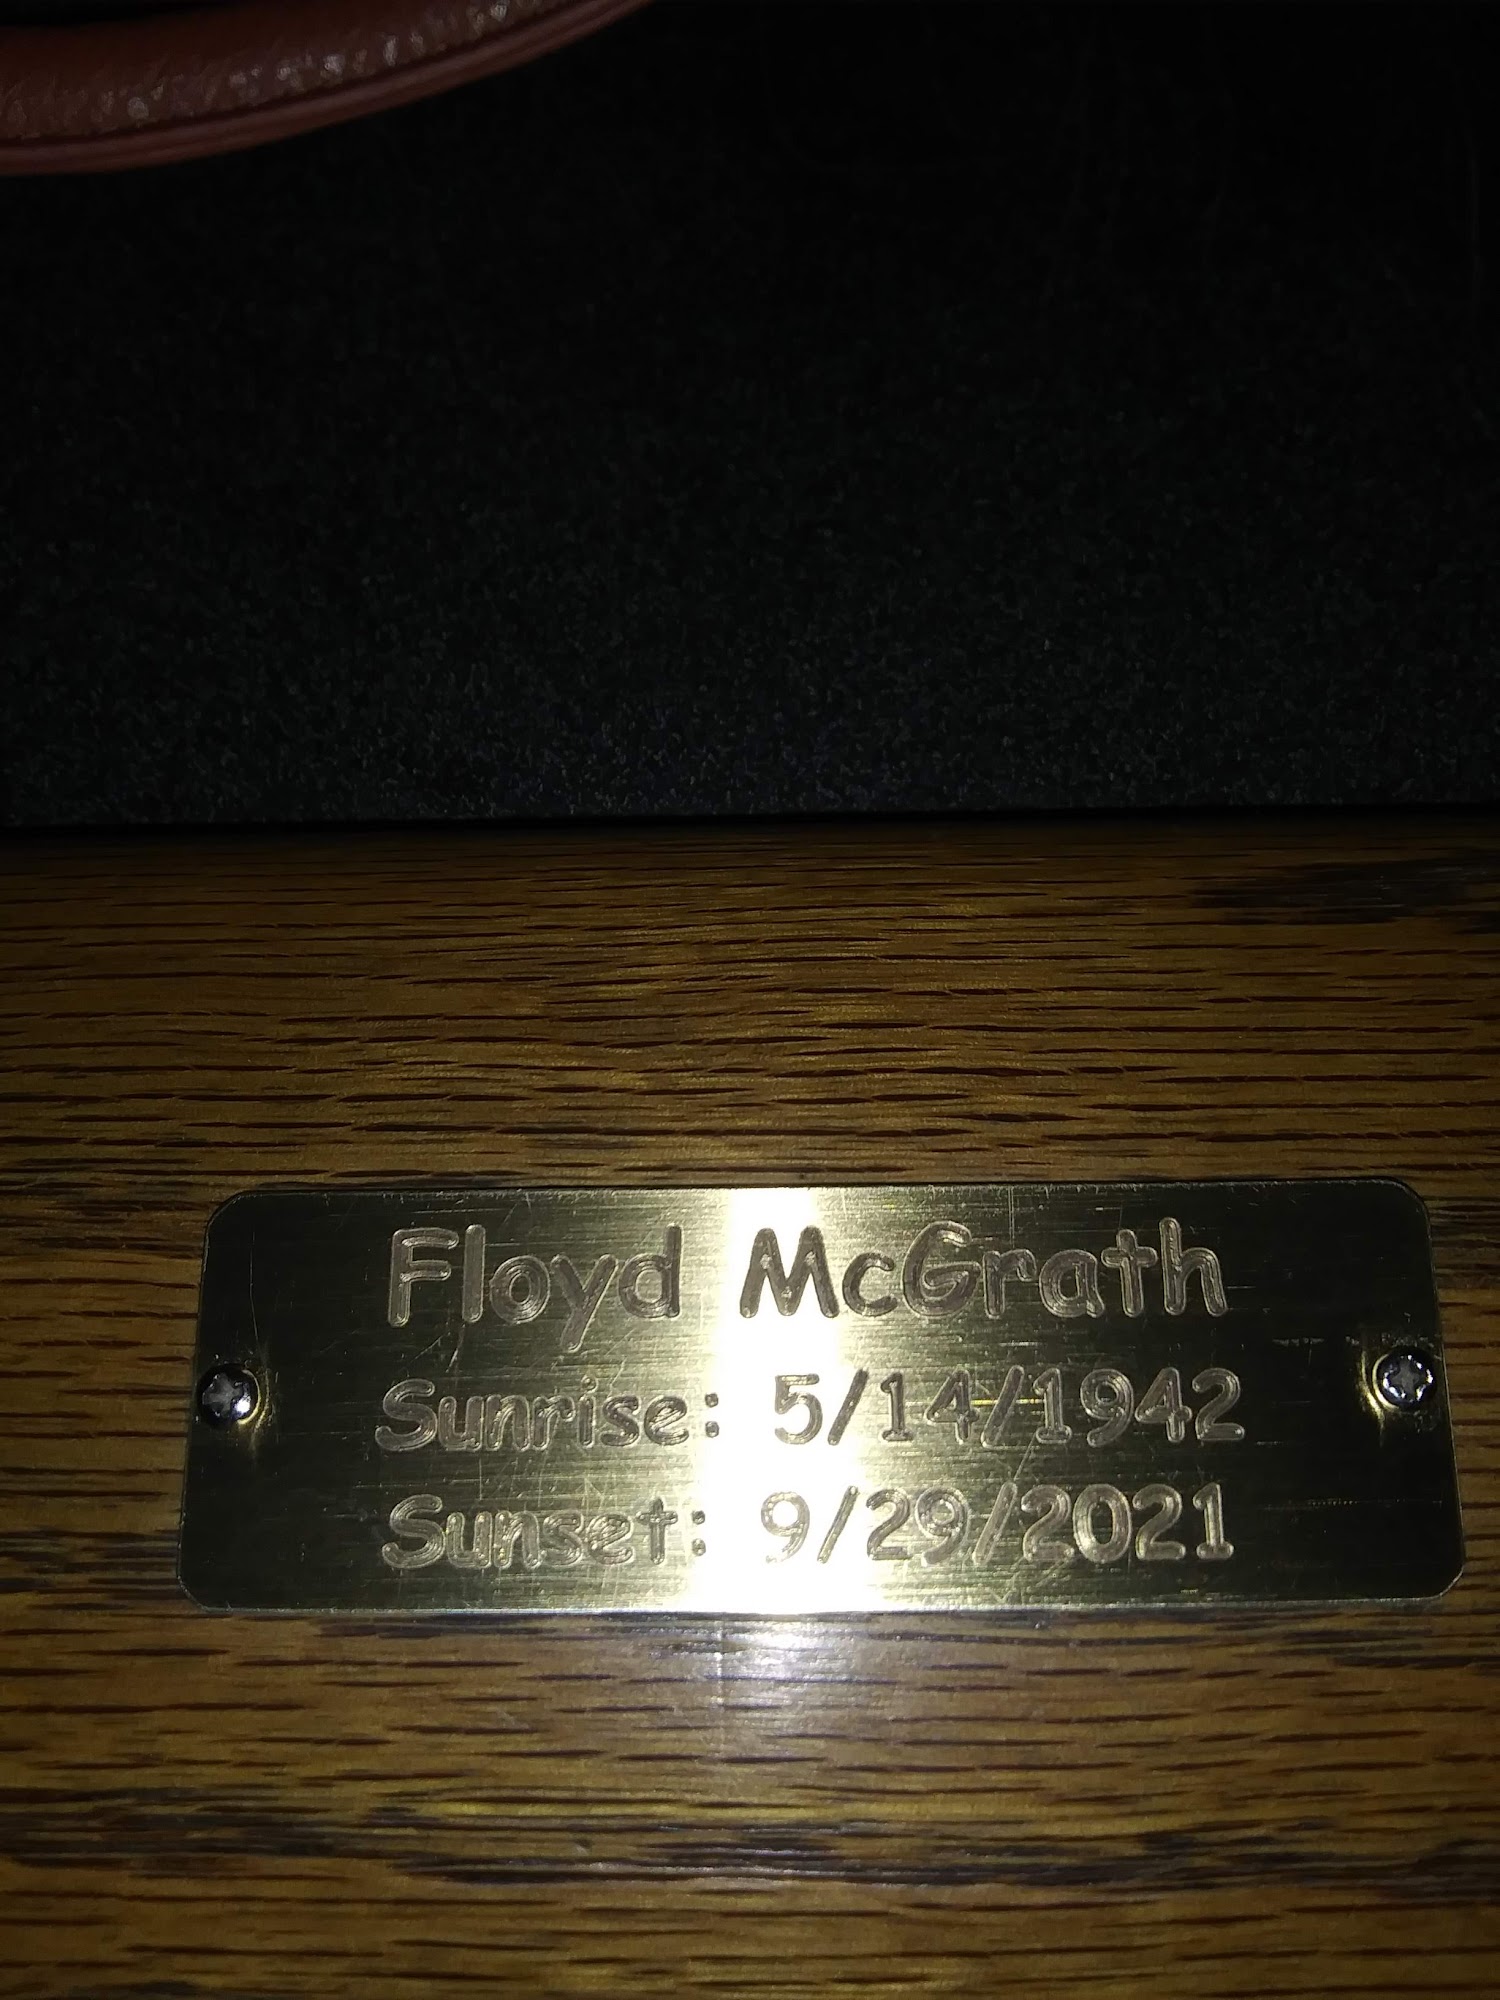 Floyd McGrath
Sunrise: 5/14/1942
Sunset: 9/29/2021